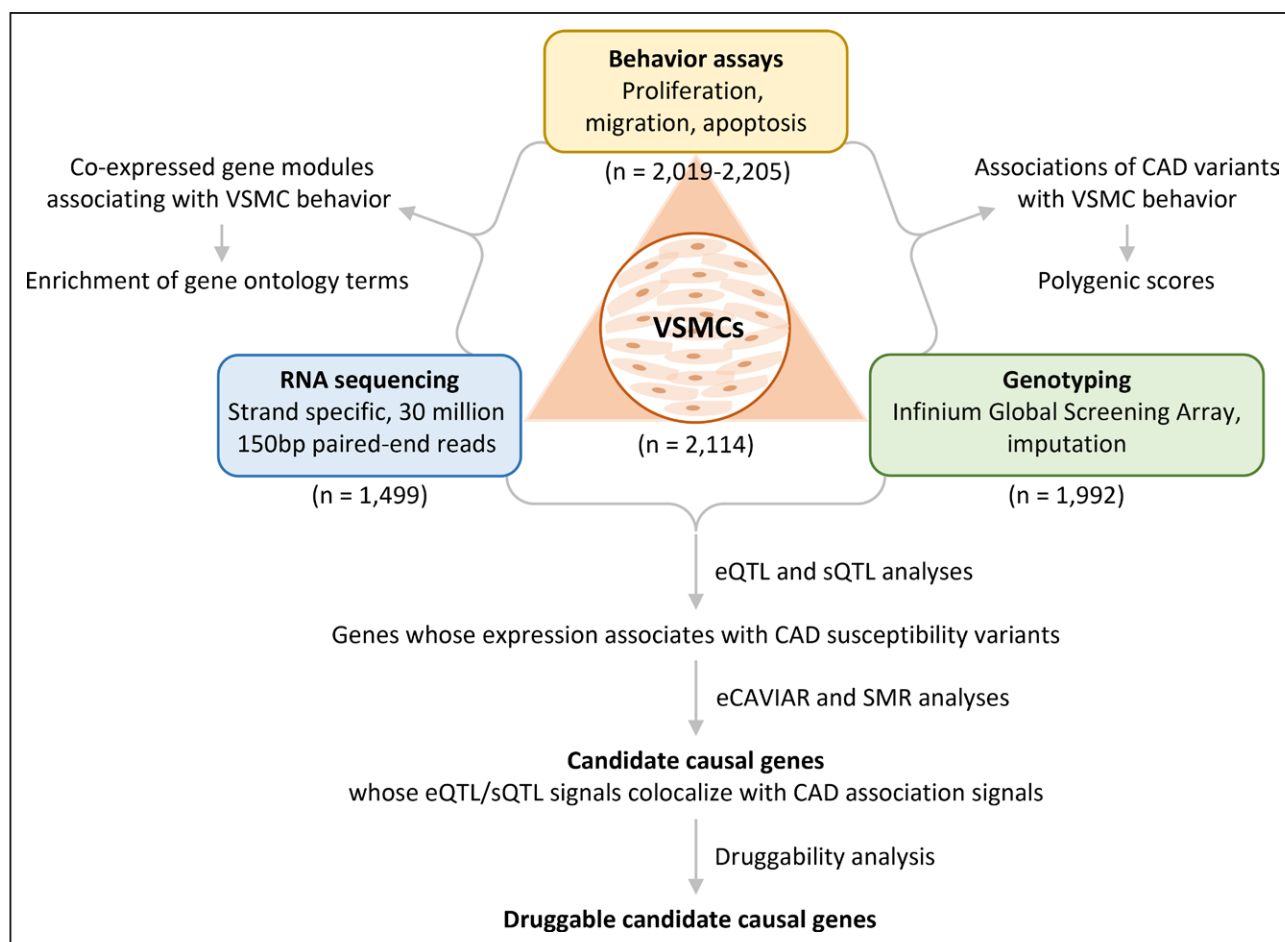 Behavior assays
Proliferation,
migration, apoptosis
(n = 2,019-2,205)
Co-expressed gene modules
associating with VSMC behavior
Enrichment of gene ontology terms
Associations of CAD variants
with VSMC behavior
Polygenic scores
VSMCs
(n = 2,114)
RNA sequencing
Strand specific, 30 million
150bp paired-end reads
(n = 1,499)
Genotyping
Infinium Global Screening Array,
imputation
(n = 1,992)
eQTL and sQTL analyses
Genes whose expression associates with CAD susceptibility variants
eCAVIAR and SMR analyses
Candidate causal genes
whose eQTL/sQTL signals colocalize with CAD association signals
Druggability analysis
Druggable candidate causal genes